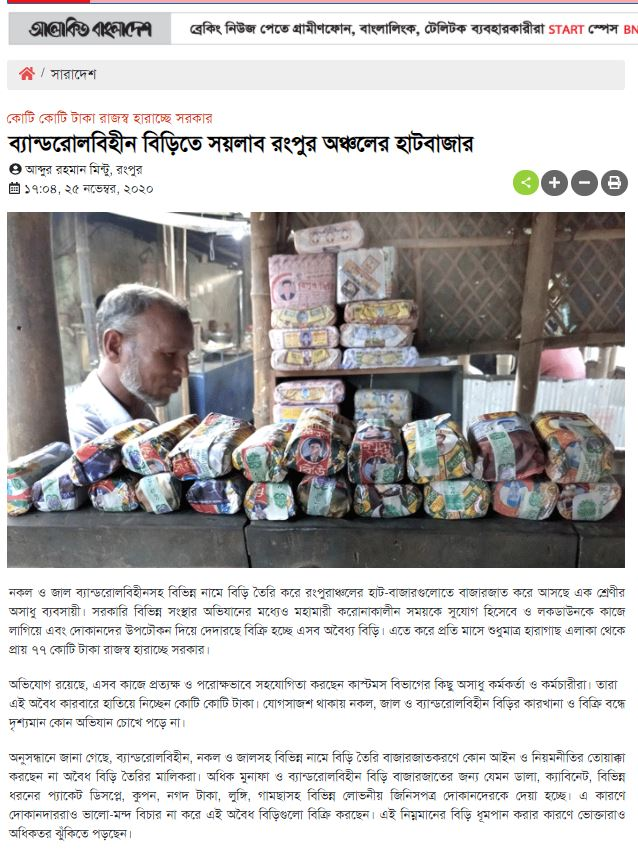 আলোকিত বাংলাদেশ
ব্রেকিং নিউজ পেতে গ্রামীণফোন, বাংলালিংক, টেলিটক ব্যবহারকারীরা START স্পেস BN
/ সারাদেশ
কোটি কোটি টাকা রাজস্ব হারাচ্ছে সরকার
ব্যান্ডরোলবিহীন বিড়িতে সয়লাব রংপুর অঞ্চলের হাটবাজার
আব্দুর রহমান মিন্টু, রংপুর
১৭:০৪, ২৫ নভেম্বর, ২০২০
নকল ও জাল ব্যান্ডরোলবিহীনসহ বিভিন্ন নামে বিড়ি তৈরি করে রংপুরাঞ্চলের হাট-বাজারগুলোতে বাজারজাত করে আসছে এক শ্রেণীর
অসাধু ব্যবসায়ী। সরকারি বিভিন্ন সংস্থার অভিযানের মধ্যেও মহামারী করোনাকালীন সময়কে সুযোগ হিসেবে ও লকডাউনকে কাজে
লাগিয়ে এবং দোকানদের উপঢৌকন দিয়ে দেদারছে বিক্রি হচ্ছে এসব অবৈধ্য বিড়ি। এতে করে প্রতি মাসে শুধুমাত্র হারাগাছ এলাকা থেকে
প্রায় ৭৭ কোটি টাকা রাজস্ব হারাচ্ছে সরকার।
অভিযোগ রয়েছে, এসব কাজে প্রত্যক্ষ ও পরোক্ষভাবে সহযোগিতা করছেন কাস্টমস বিভাগের কিছু অসাধু কর্মকর্তা ও কর্মচারীরা। তারা
এই অবৈধ কারবারে হাতিয়ে নিচ্ছেন কোটি কোটি টাকা। যোগসাজশ থাকায় নকল, জাল ও ব্যান্ডরোলবিহীন বিড়ির কারখানা ও বিক্রি বন্ধে
দৃশ্যমান কোন অভিযান চোখে পড়ে না।
অনুসন্ধানে জানা গেছে, ব্যান্ডরোলবিহীন, নকল ও জালসহ বিভিন্ন নামে বিড়ি তৈরি বাজারজাতকরণে কোন আইন ও নিয়মনীতির তোয়াক্কা
করছেন না অবৈধ বিড়ি তৈরির মালিকরা। অধিক মুনাফা ও ব্যান্ডরোলবিহীন বিড়ি বাজারজাতের জন্য যেমন ডালা, ক্যাবিনেট, বিভিন্ন
ধরনের প্যাকেট ডিসপ্লে, কুপন, নগদ টাকা, লুঙ্গি, গামছাসহ বিভিন্ন লোভনীয় জিনিসপত্র দোকানদেরকে দেয়া হচ্ছে। এ কারণে
দোকানদাররাও ভালো-মন্দ বিচার না করে এই অবৈধ বিড়িগুলো বিক্রি করছেন। এই নিম্নমানের বিড়ি ধূমপান করার কারণে ভোক্তারাও
অধিকতর ঝুঁকিতে পড়ছেন।